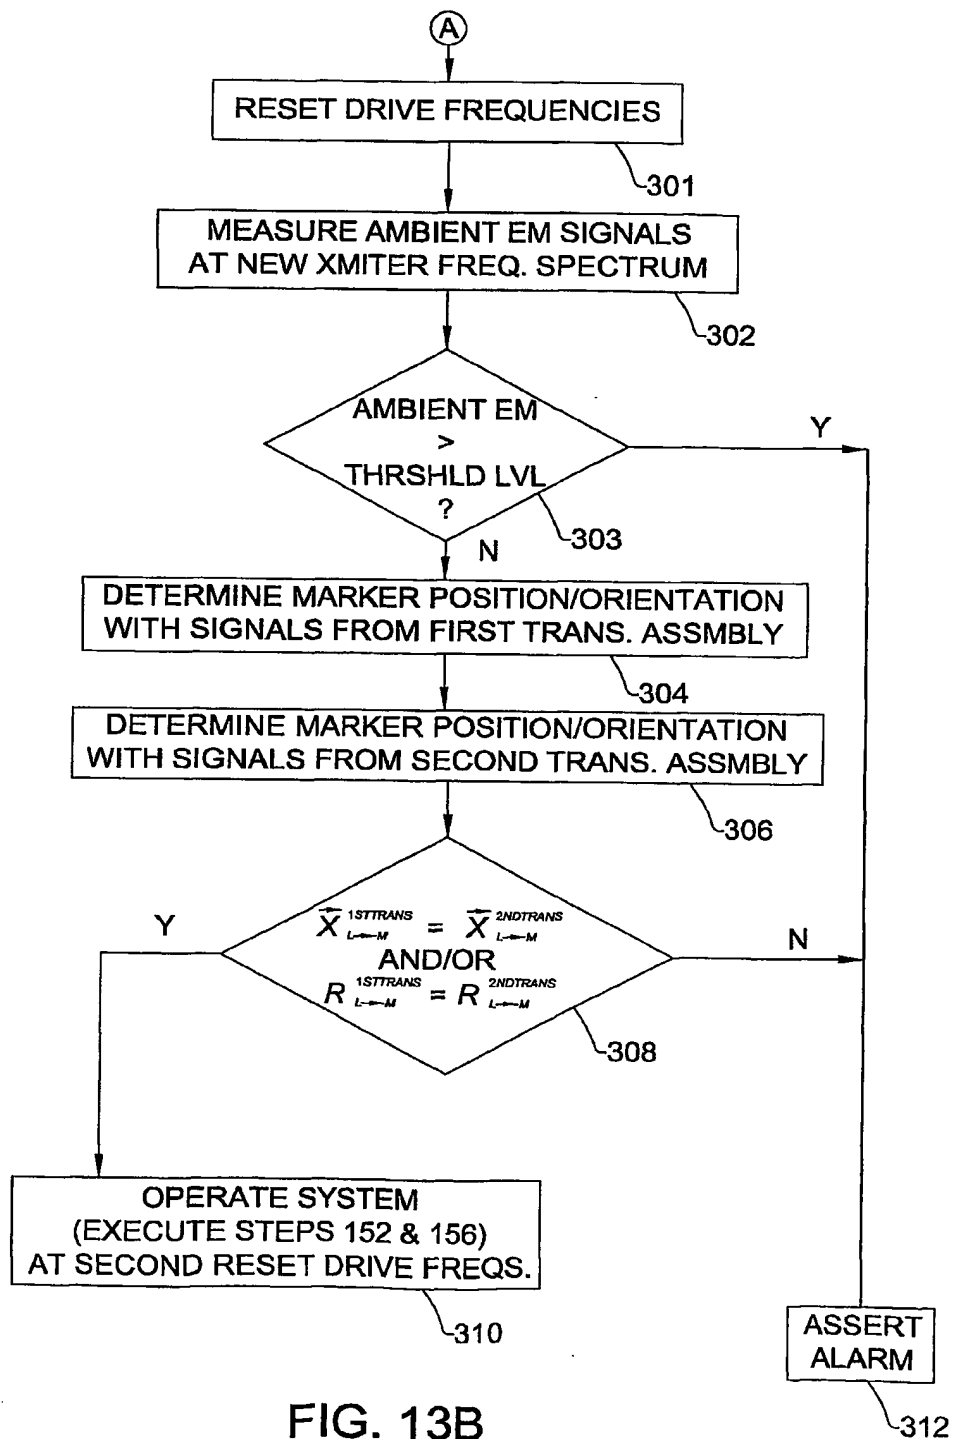 A
RESET DRIVE FREQUENCIES
301
MEASURE AMBIENT EM SIGNALS
AT NEW XMITER FREQ. SPECTRUM
302
AMBIENT EM
>
THRSHLD LVL
?
303
Y
N
DETERMINE MARKER POSITION/ORIENTATION
WITH SIGNALS FROM FIRST TRANS. ASSMBLY
304
DETERMINE MARKER POSITION/ORIENTATION
WITH SIGNALS FROM SECOND TRANS. ASSMBLY
306
Y
X⃗ 1STTRANS L→M = X⃗ 2NDTRANS L→M
AND/OR
R 1STTRANS L→M = R 2NDTRANS L→M
N
308
OPERATE SYSTEM
(EXECUTE STEPS 152 & 156)
AT SECOND RESET DRIVE FREQS.
310
ASSERT
ALARM
312
FIG. 13B